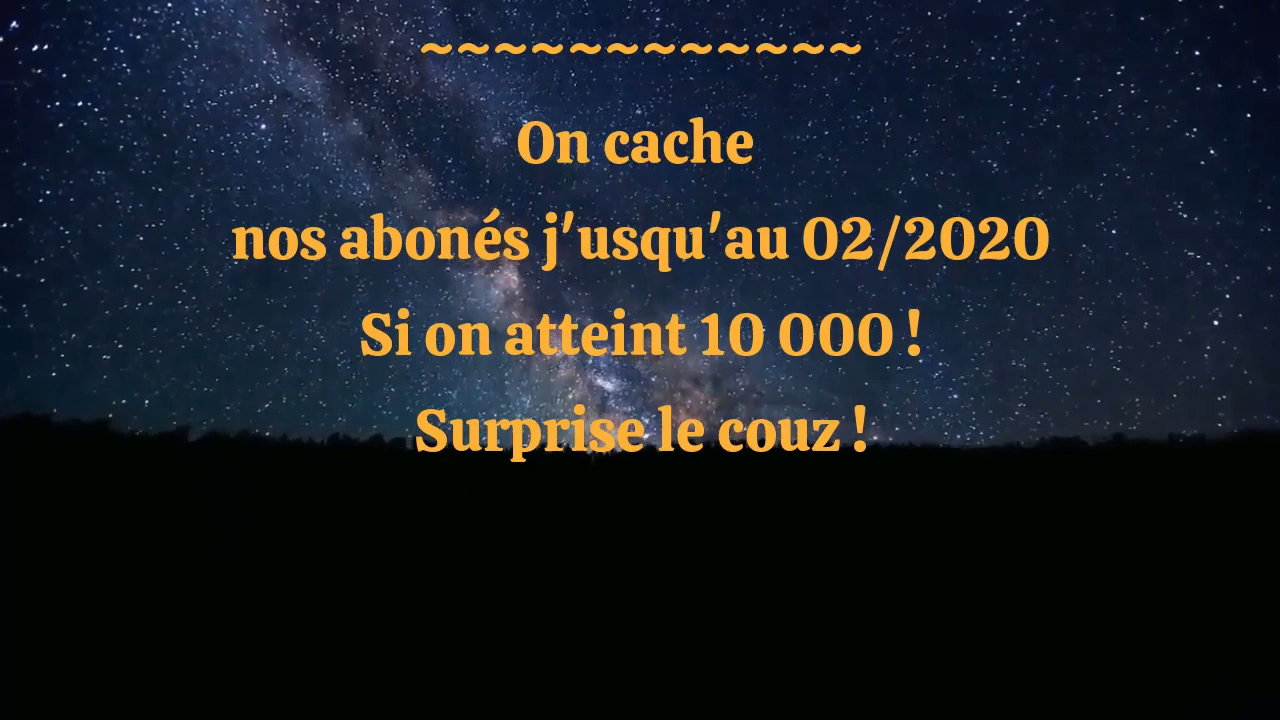 ~~~~~~~~~~~~
On cache
nos abonés j'usqu'au 02/2020
Si on atteint 10 000 !
Surprise le couz !